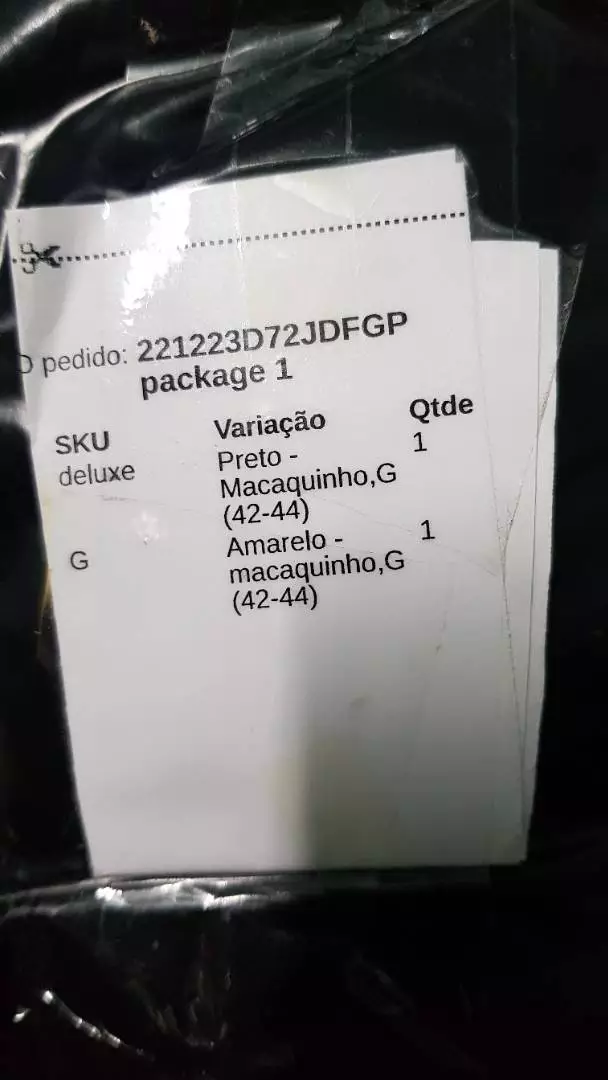 pedido: 221223D72JDFGP
package 1
SKU Variação Qtde
deluxe Preto - 1
Macaquinho,G
(42-44)
G Amarelo - 1
macaquinho,G
(42-44)